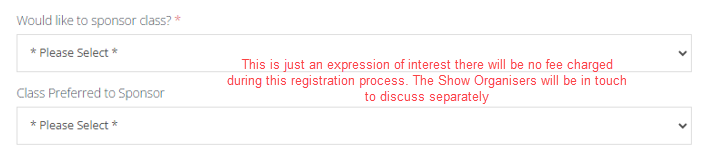 Would like to sponsor class? *
* Please Select *
This is just an expression of interest there will be no fee charged
during this registration process. The Show Organisers will be in touch
to discuss separately
Class Preferred to Sponsor
* Please Select *